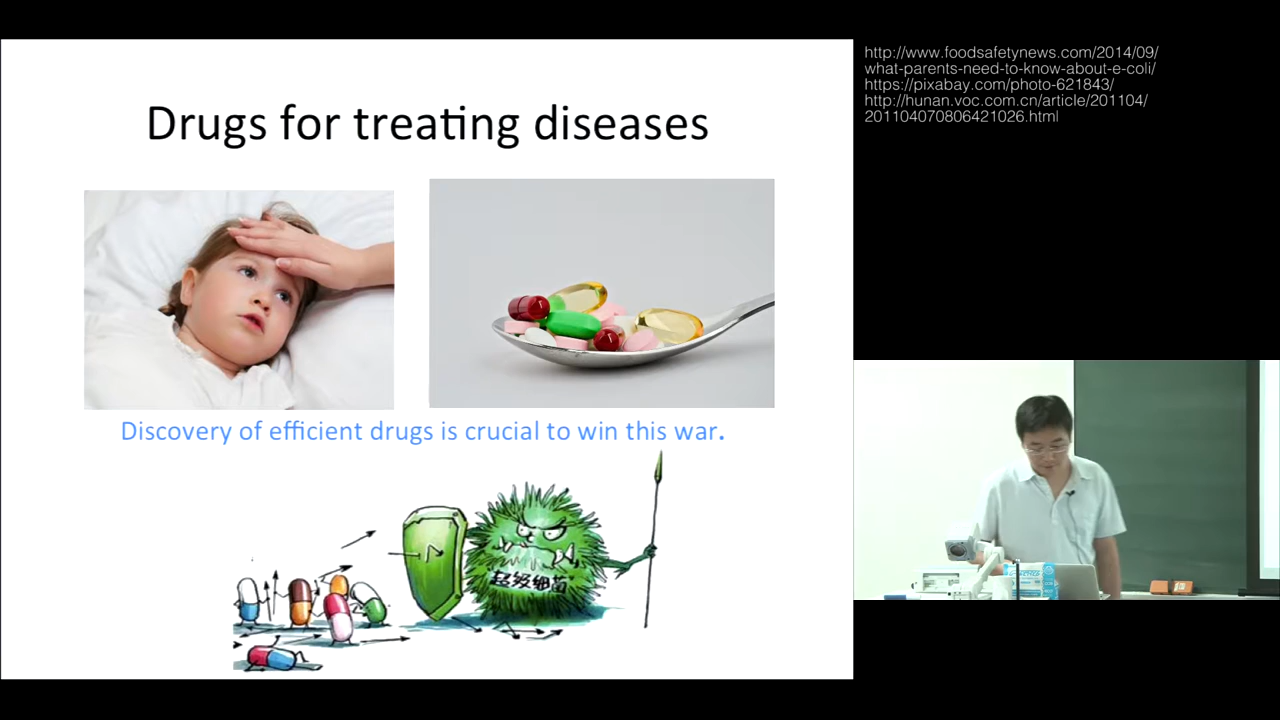 Drugs for treating diseases
Discovery of efficient drugs is crucial to win this war.
超级细菌
http://www.foodsafetynews.com/2014/09/
what-parents-need-to-know-about-e-coli/
https://pixabay.com/photo-621843/
http://hunan.voc.com.cn/article/201104/
201104070806421026.html